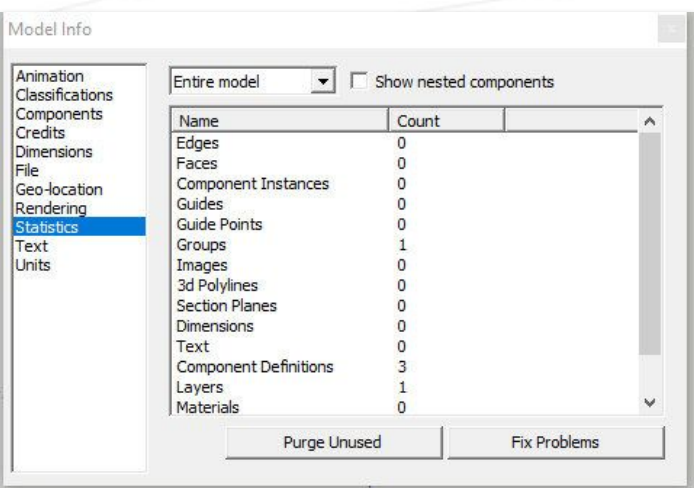 Model Info
Animation
Classifications
Components
Credits
Dimensions
File
Geo-location
Rendering
Statistics
Text
Units
Entire model
Show nested components
Name Count
Edges 0
Faces 0
Component Instances 0
Guides 0
Guide Points 0
Groups 1
Images 0
3d Polylines 0
Section Planes 0
Dimensions 0
Text 0
Component Definitions 3
Layers 1
Materials 0
Purge Unused Fix Problems